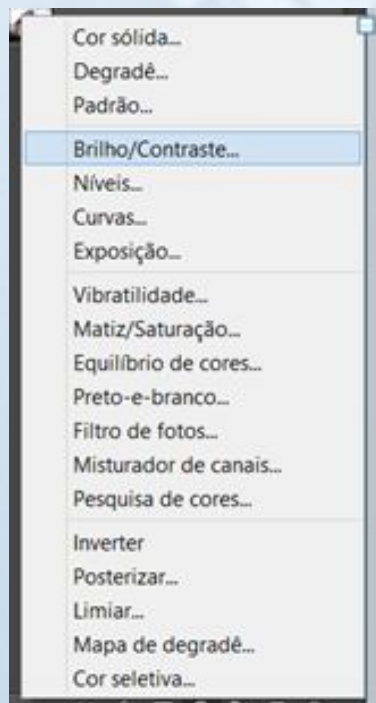 Cor sólida...
Degradê...
Padrão...
Brilho/Contraste...
Níveis...
Curvas...
Exposição...
Vibratilidade...
Matiz/Saturação...
Equilíbrio de cores...
Preto-e-branco...
Filtro de fotos...
Misturador de canais...
Pesquisa de cores...
Inverter
Posterizar...
Limiar...
Mapa de degradê...
Cor seletiva...